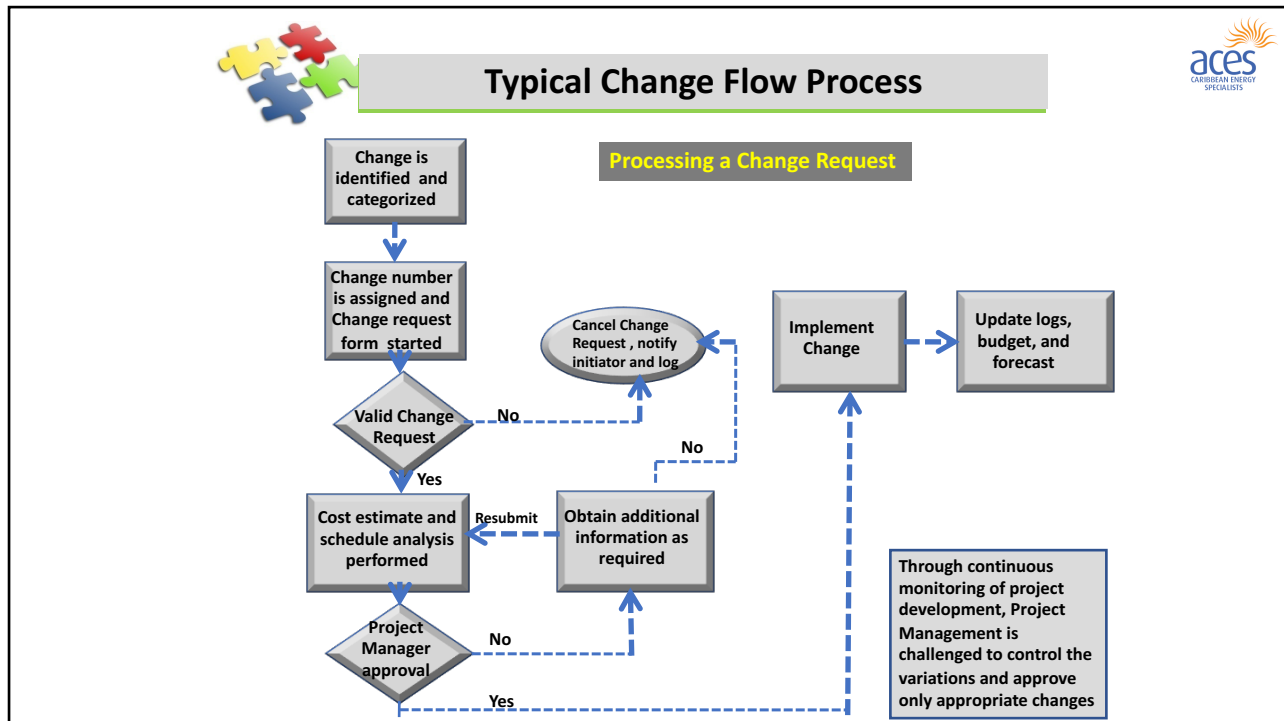 Typical Change Flow Process
aces
CARIBBEAN ENERGY
SPECIALISTS
Processing a Change Request
Change is
identified and
categorized
Change number
is assigned and
Change request
form started
Valid Change
Request
No
Cancel Change
Request , notify
initiator and log
Yes
Cost estimate and
schedule analysis
performed
Resubmit
Obtain additional
information as
required
No
Project
Manager
approval
No
Yes
Implement
Change
Update logs,
budget, and
forecast
Through continuous
monitoring of project
development, Project
Management is
challenged to control the
variations and approve
only appropriate changes